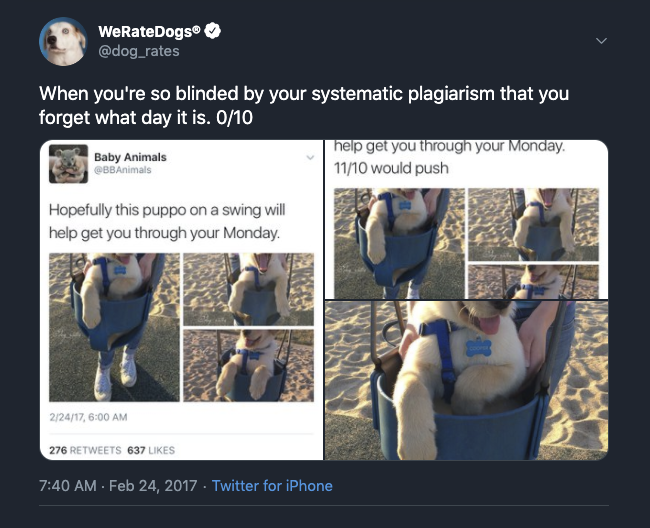 WeRateDogs®
@dog_rates
When you're so blinded by your systematic plagiarism that you
forget what day it is. 0/10
Baby Animals
@BBAnimals
Hopefully this puppo on a swing will
help get you through your Monday.
2/24/17, 6:00 AM
276 RETWEETS 637 LIKES
help get you through your Monday.
11/10 would push
7:40 AM · Feb 24, 2017 · Twitter for iPhone